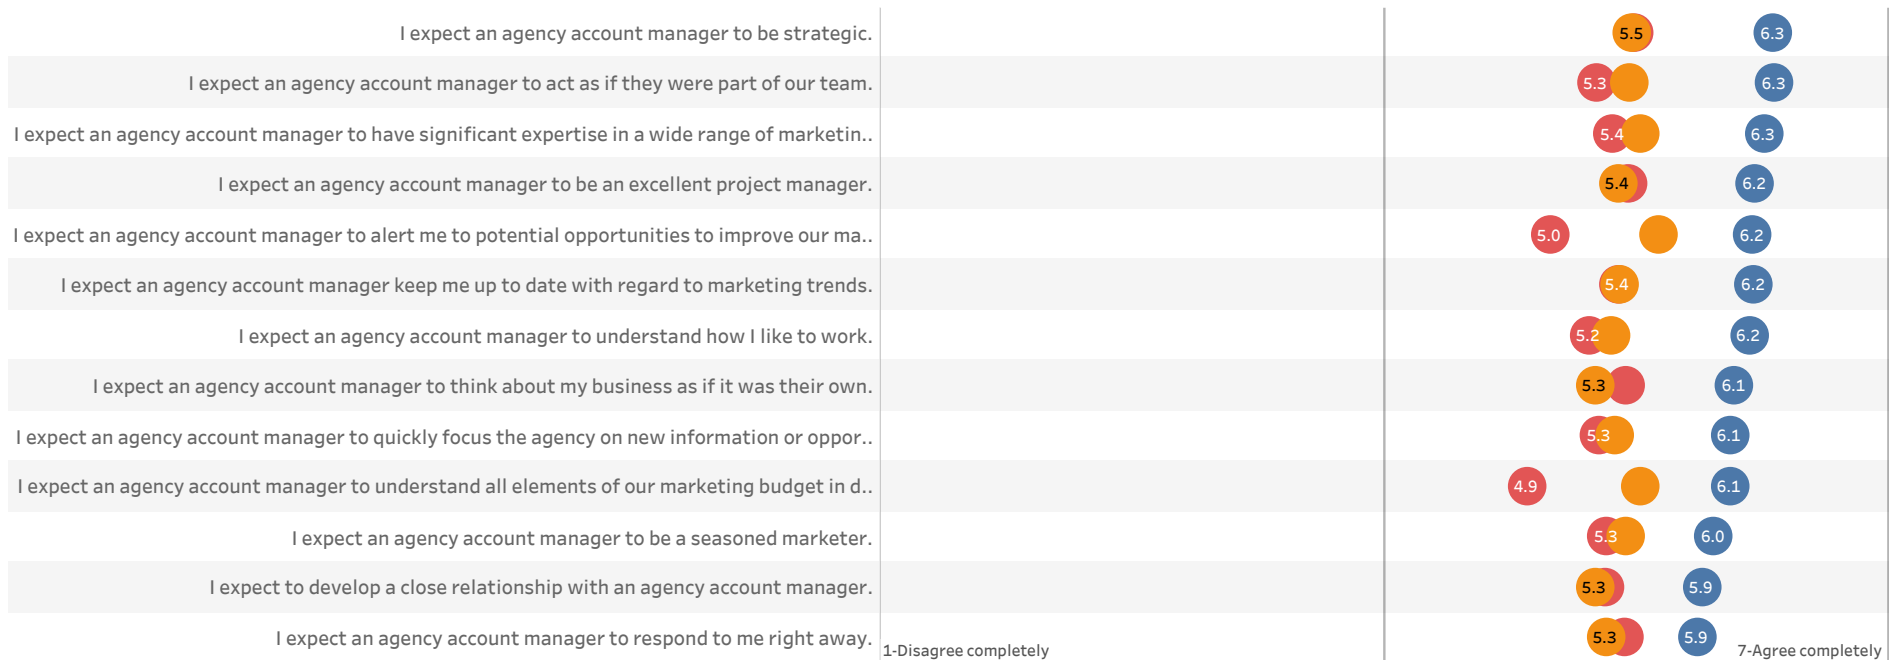 I expect an agency account manager to be strategic. 5.5 6.3
I expect an agency account manager to act as if they were part of our team. 5.3 6.3
I expect an agency account manager to have significant expertise in a wide range of marketin.. 5.4 6.3
I expect an agency account manager to be an excellent project manager. 5.4 6.2
I expect an agency account manager to alert me to potential opportunities to improve our ma.. 5.0 6.2
I expect an agency account manager keep me up to date with regard to marketing trends. 5.4 6.2
I expect an agency account manager to understand how I like to work. 5.2 6.2
I expect an agency account manager to think about my business as if it was their own. 5.3 6.1
I expect an agency account manager to quickly focus the agency on new information or oppor.. 5.3 6.1
I expect an agency account manager to understand all elements of our marketing budget in d.. 4.9 6.1
I expect an agency account manager to be a seasoned marketer. 5.3 6.0
I expect to develop a close relationship with an agency account manager. 5.3 5.9
I expect an agency account manager to respond to me right away. 5.3 5.9
1-Disagree completely 7-Agree completely